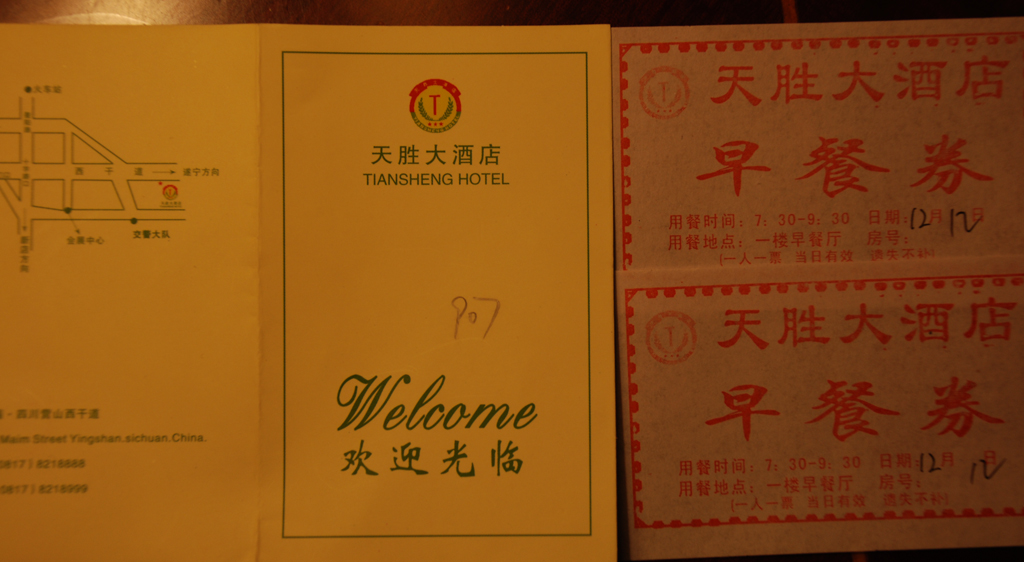 火车站
西干道
遂宁方向
会展中心
交警大队
四川营山西干道
Maim Street Yingshan.sichuan.China.
0817) 8218888
0817) 8218999
T
天胜大酒店
TIANSHENG HOTEL
907
Welcome
欢迎光临
天胜大酒店
早餐券
用餐时间：7：30-9：30 日期：12月12日
用餐地点：一楼早餐厅 房号：
(一人一票 当日有效 遗失不补)
天胜大酒店
早餐券
用餐时间：7：30-9：30 日期：12月12日
用餐地点：一楼早餐厅 房号：
(一人一票 当日有效 遗失不补)